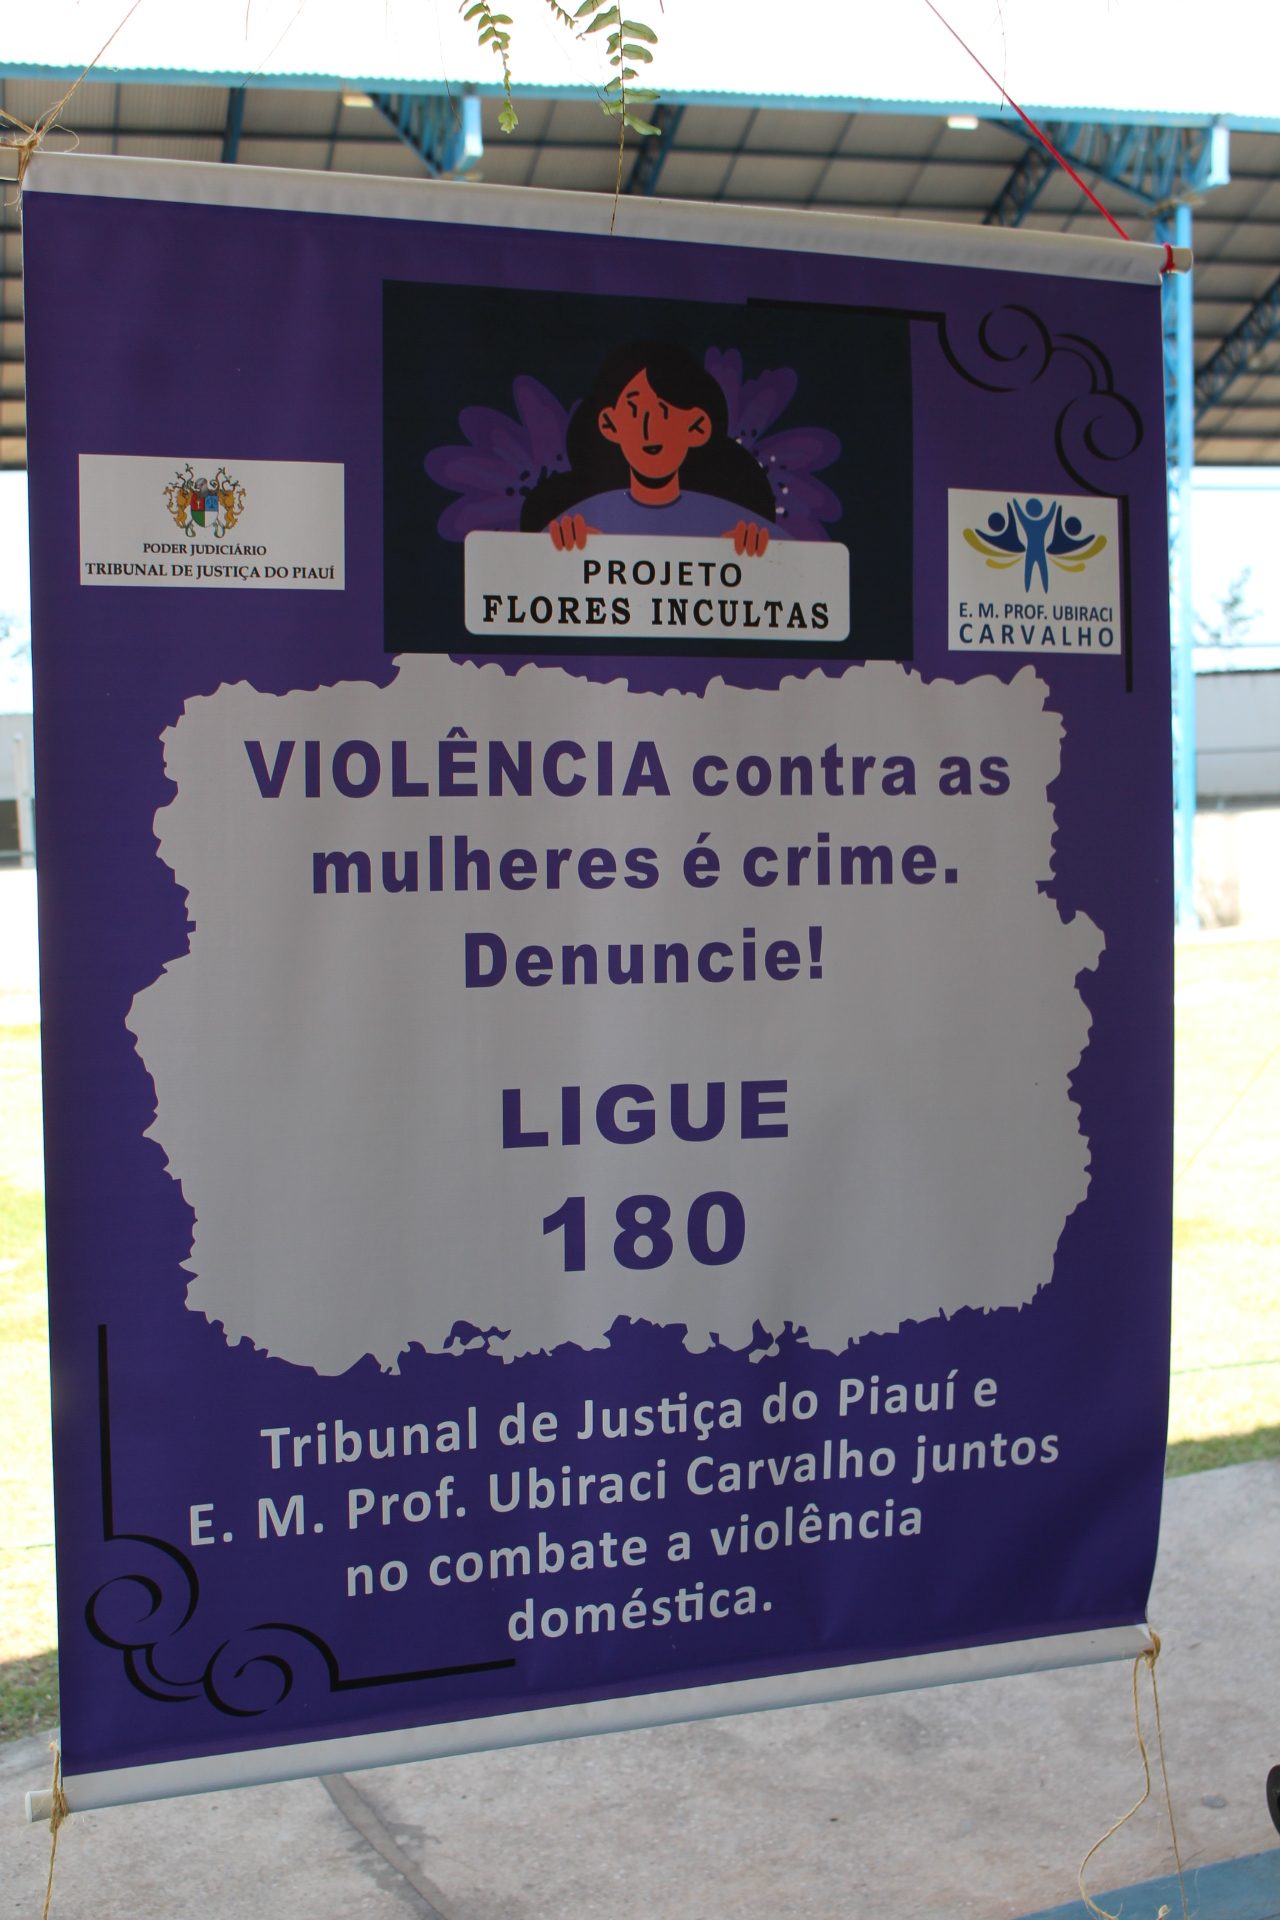 PROJETO
FLORES INCULTAS
PODER JUDICIÁRIO
TRIBUNAL DE JUSTIÇA DO PIAUÍ
E. M. PROF. UBIRACI
CARVALHO
VIOLÊNCIA contra as
mulheres é crime.
Denuncie!
LIGUE
180
Tribunal de Justiça do Piauí e
E. M. Prof. Ubiraci Carvalho juntos
no combate a violência
doméstica.